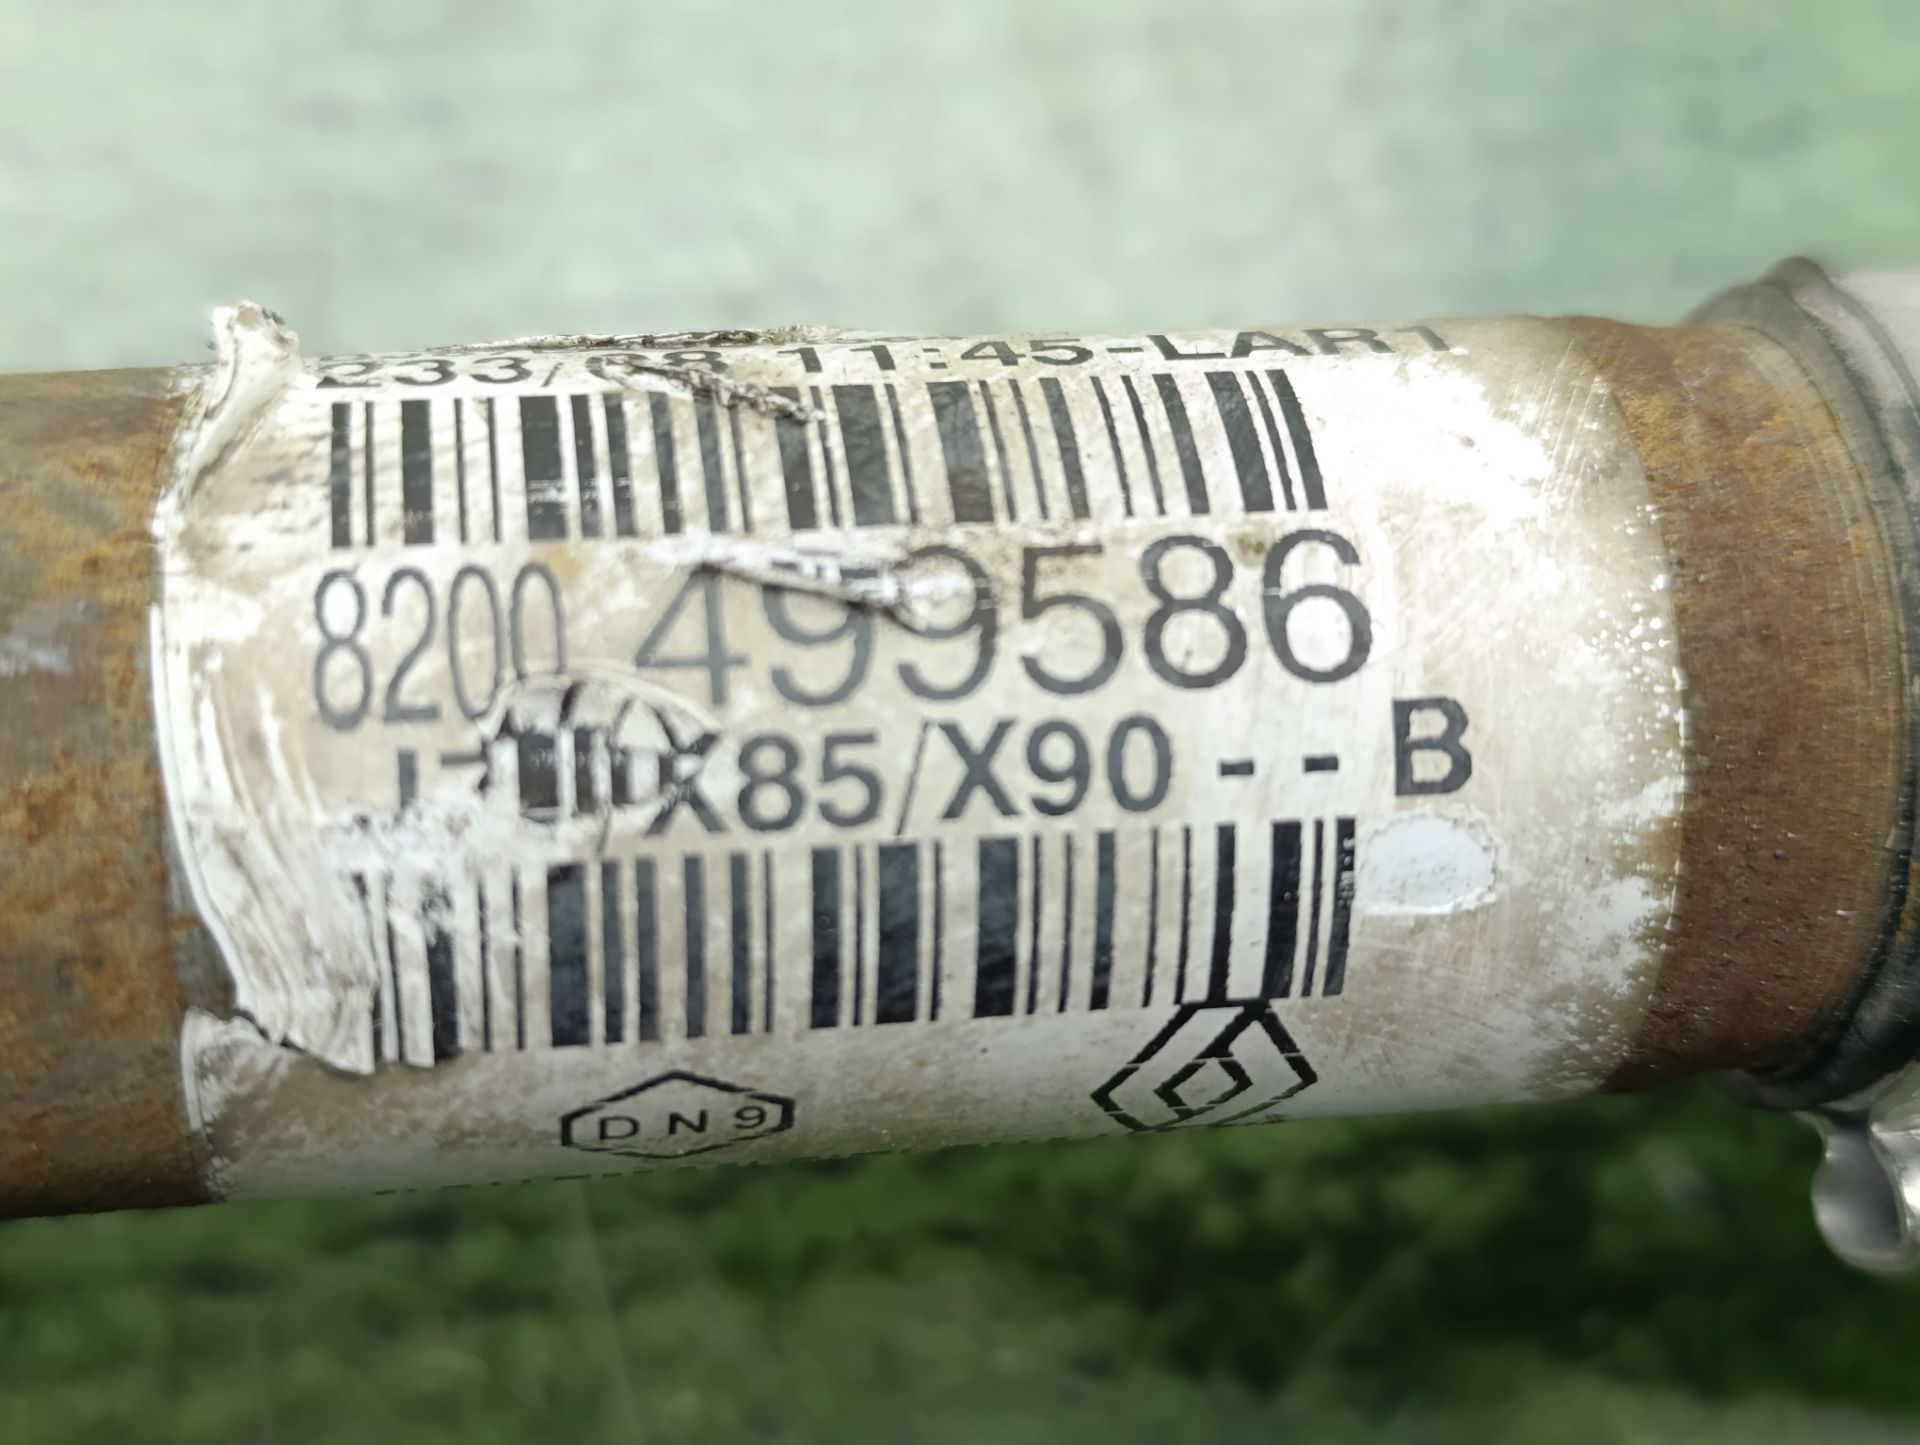 233/08 11:45-LAR1
8200 499586
X85/X90 -- B
DN9